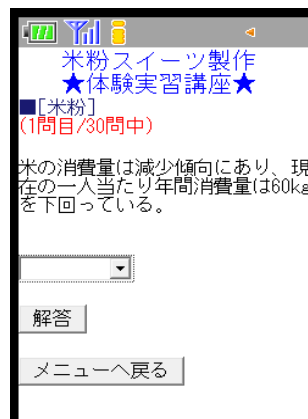 米粉スイーツ製作
★体験実習講座★
■[米粉]
(1問目/30問中)
米の消費量は減少傾向にあり、現
在の一人当たり年間消費量は60kg
を下回っている。
解答
メニューへ戻る